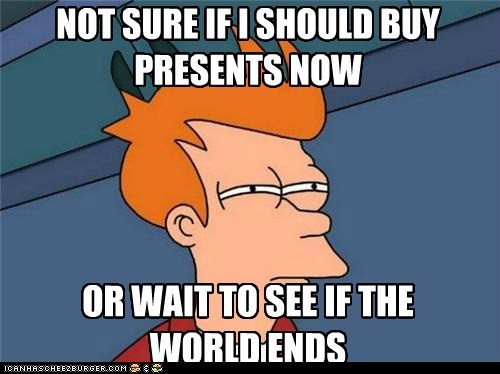 NOT SURE IF I SHOULD BUY
PRESENTS NOW
OR WAIT TO SEE IF THE
WORLD ENDS
ICANHASCHEEZBURGER.COM